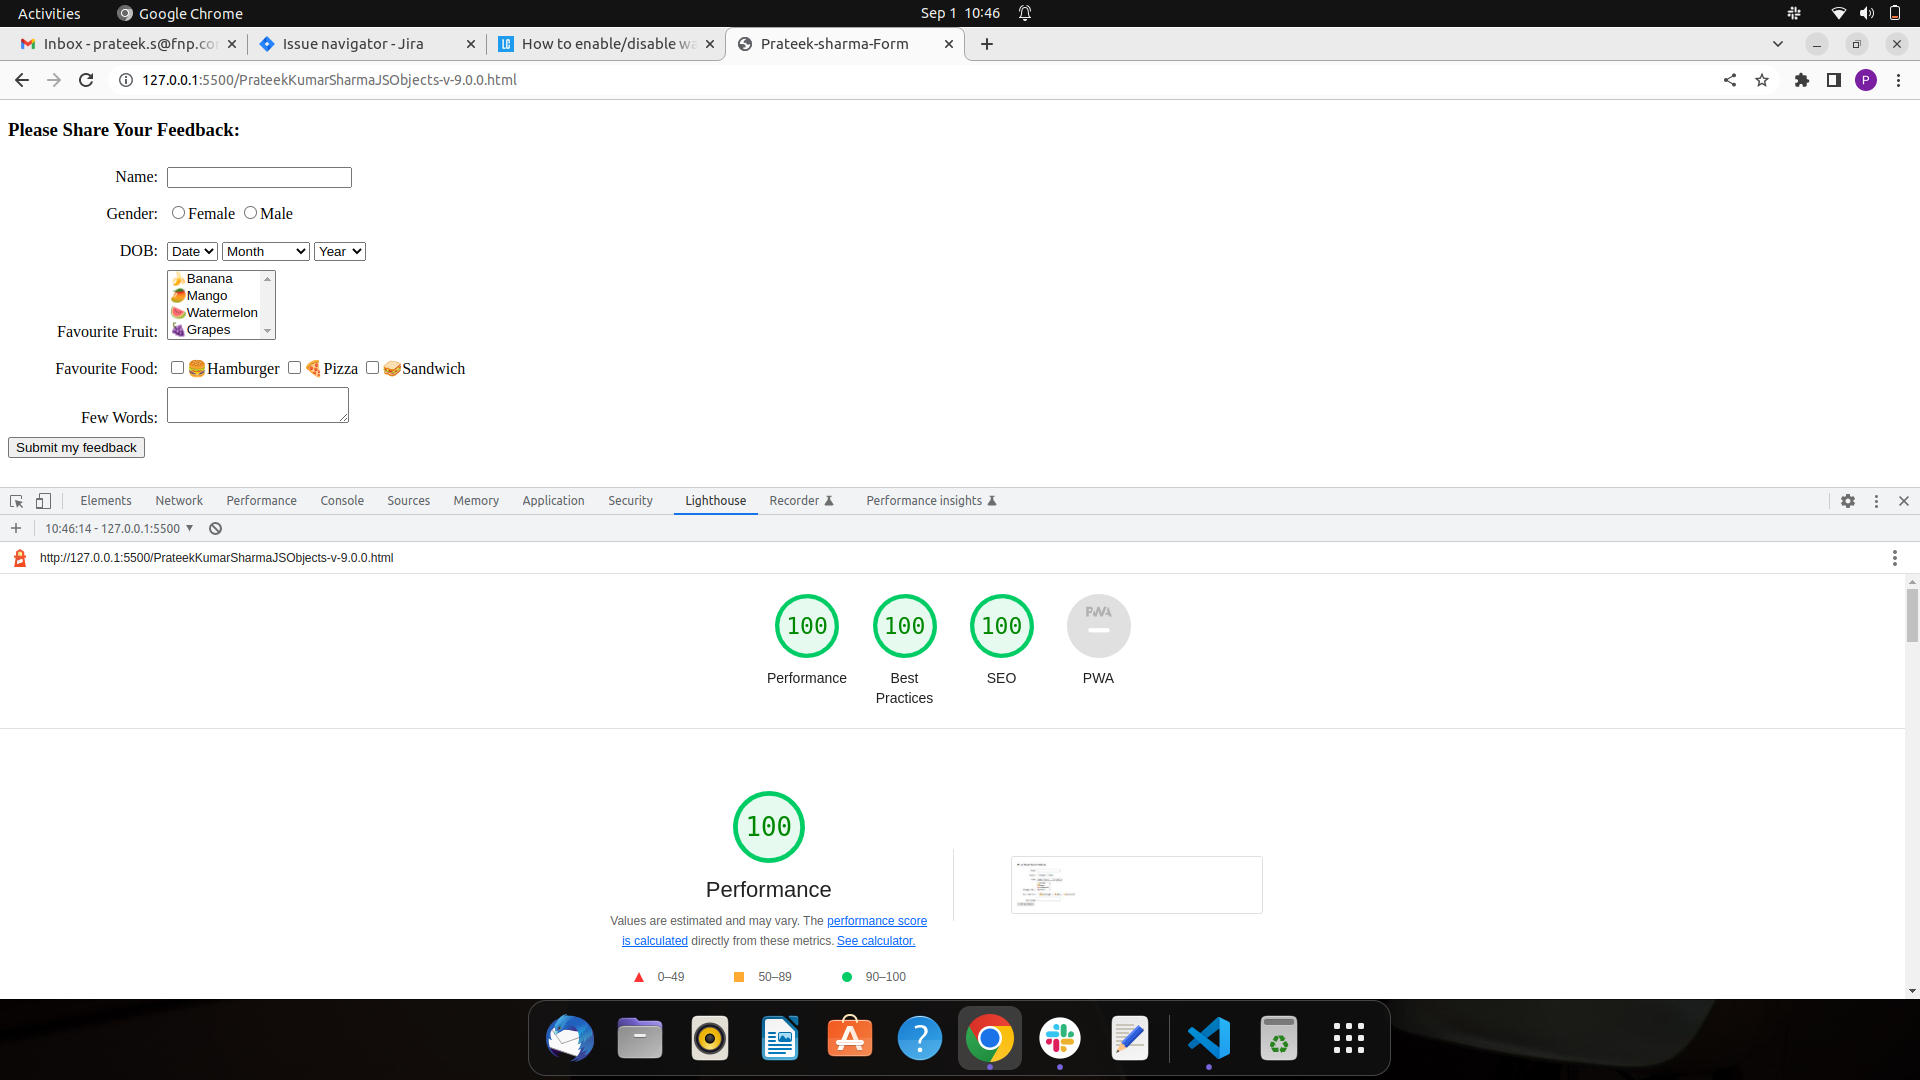 Activities Google Chrome Sep 1 10:46
Inbox - prateek.s@fnp.co Issue navigator - Jira How to enable/disable wa Prateek-sharma-Form
127.0.0.1:5500/PrateekKumarSharmaJSObjects-v-9.0.0.html P
Please Share Your Feedback:
Name:
Gender: Female Male
DOB: Date Month Year
🍌Banana
🥭Mango
🍉Watermelon
Favourite Fruit: 🍇Grapes
Favourite Food: 🍔Hamburger 🍕Pizza 🥪Sandwich
Few Words:
Submit my feedback
Elements Network Performance Console Sources Memory Application Security Lighthouse Recorder Performance insights
10:46:14 - 127.0.0.1:5500
http://127.0.0.1:5500/PrateekKumarSharmaJSObjects-v-9.0.0.html
100 100 100 PWA
Performance Best Practices SEO PWA
100
Performance
Values are estimated and may vary. The performance score
is calculated directly from these metrics. See calculator.
0–49 50–89 90–100